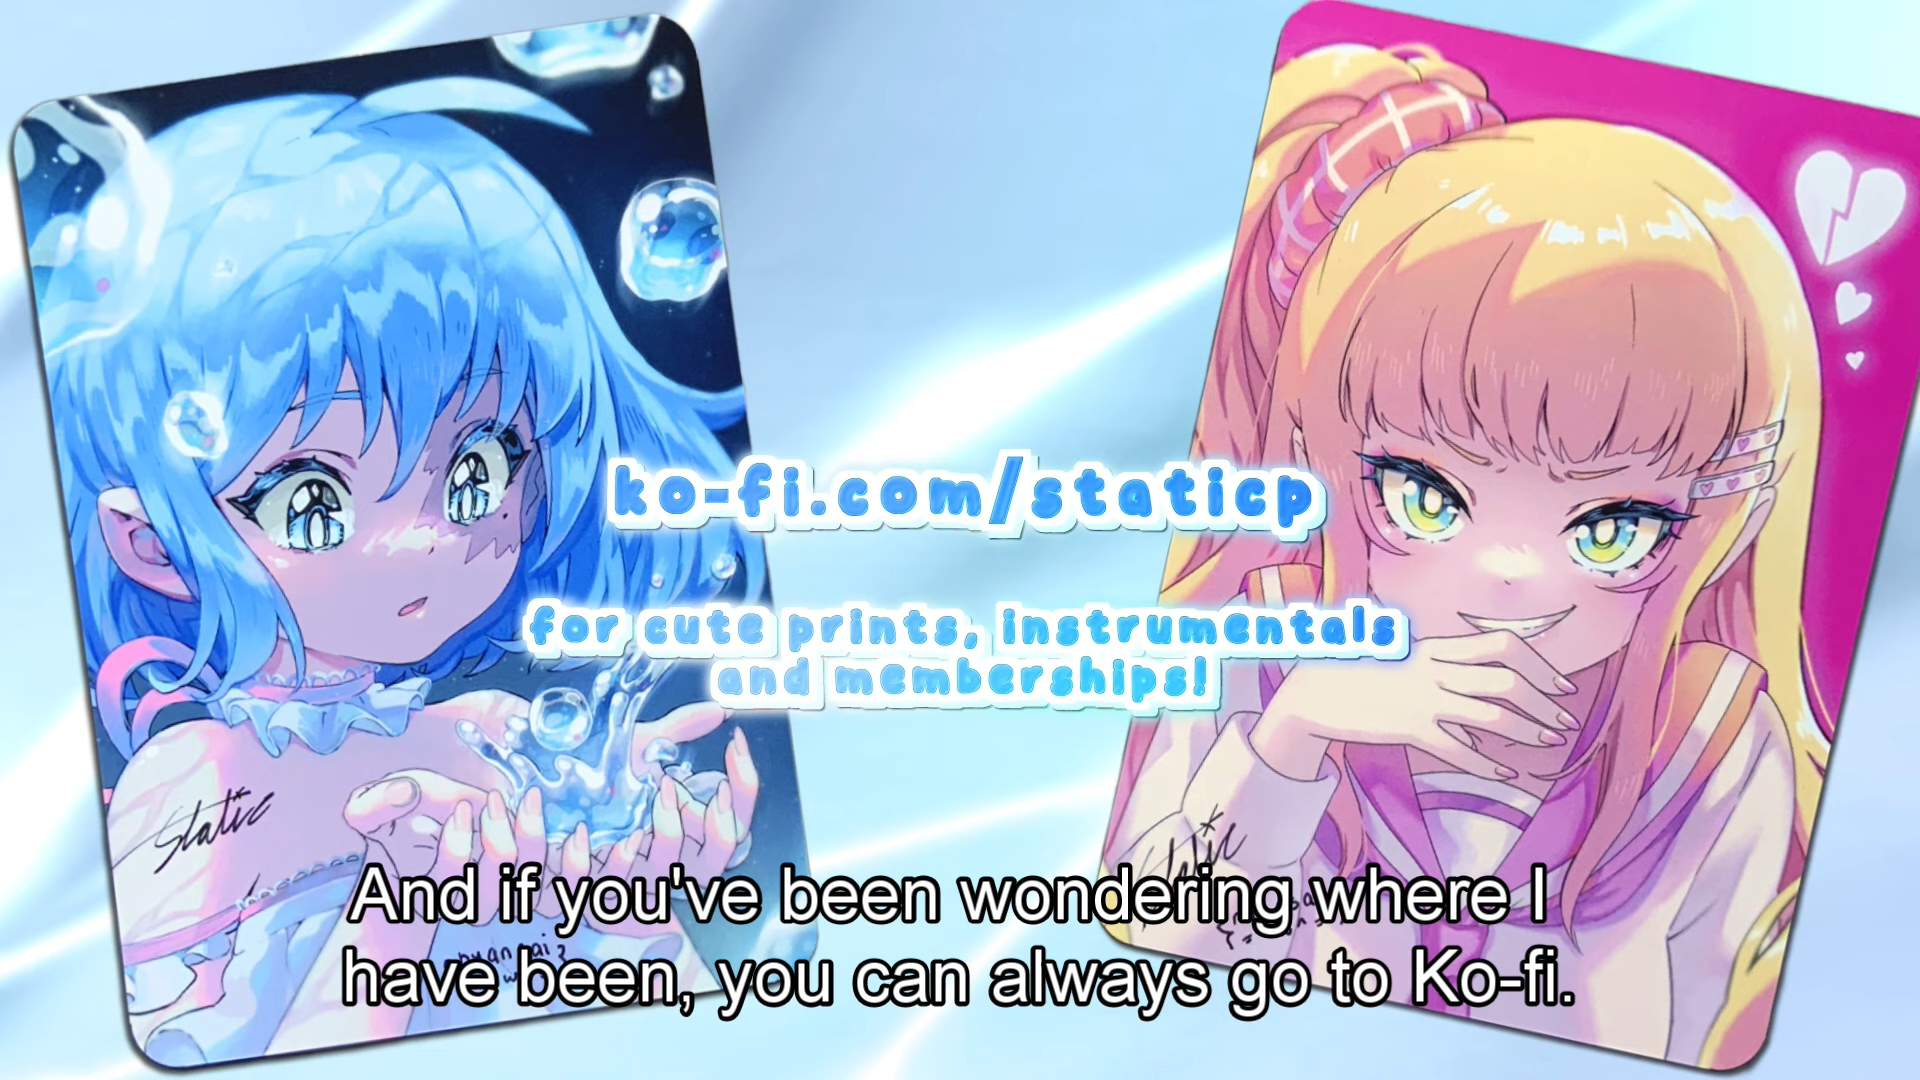 ko-fi.com/staticp
for cute prints, instrumentals
and memberships!
Static
Static
And if you've been wondering where I
have been, you can always go to Ko-fi.